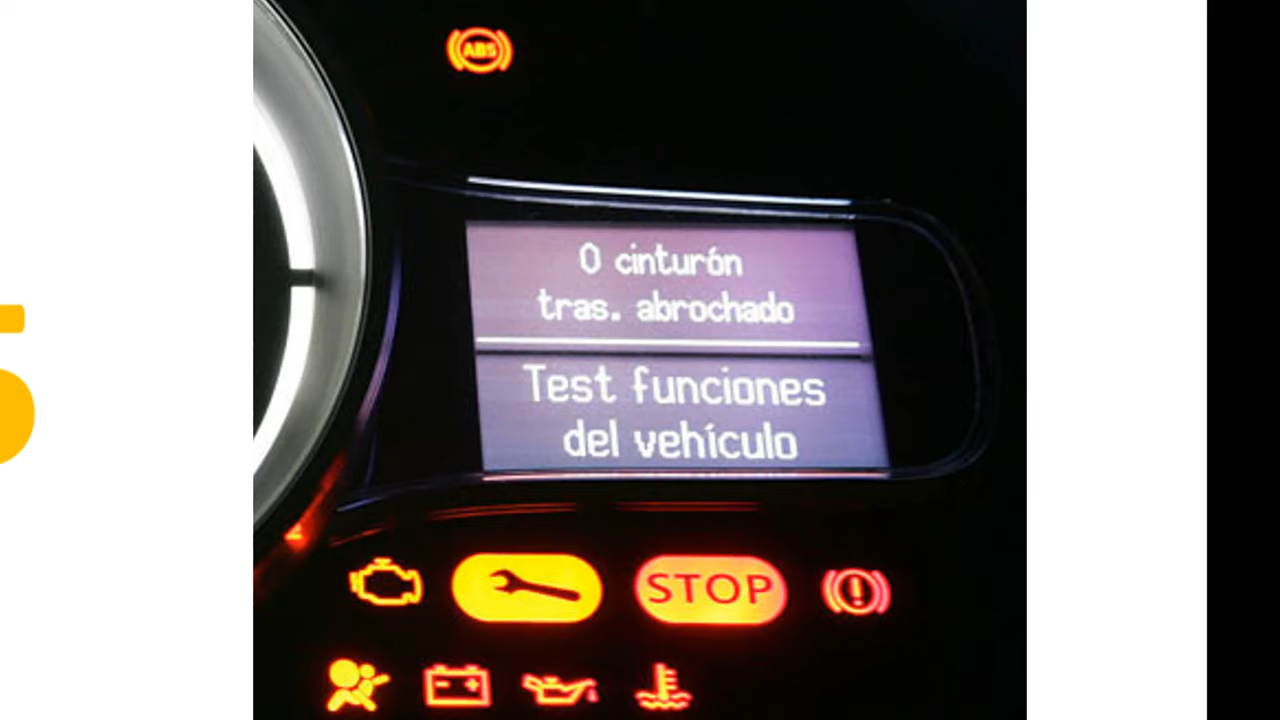 ABS
0 cinturón
tras. abrochado
Test funciones
del vehículo
STOP